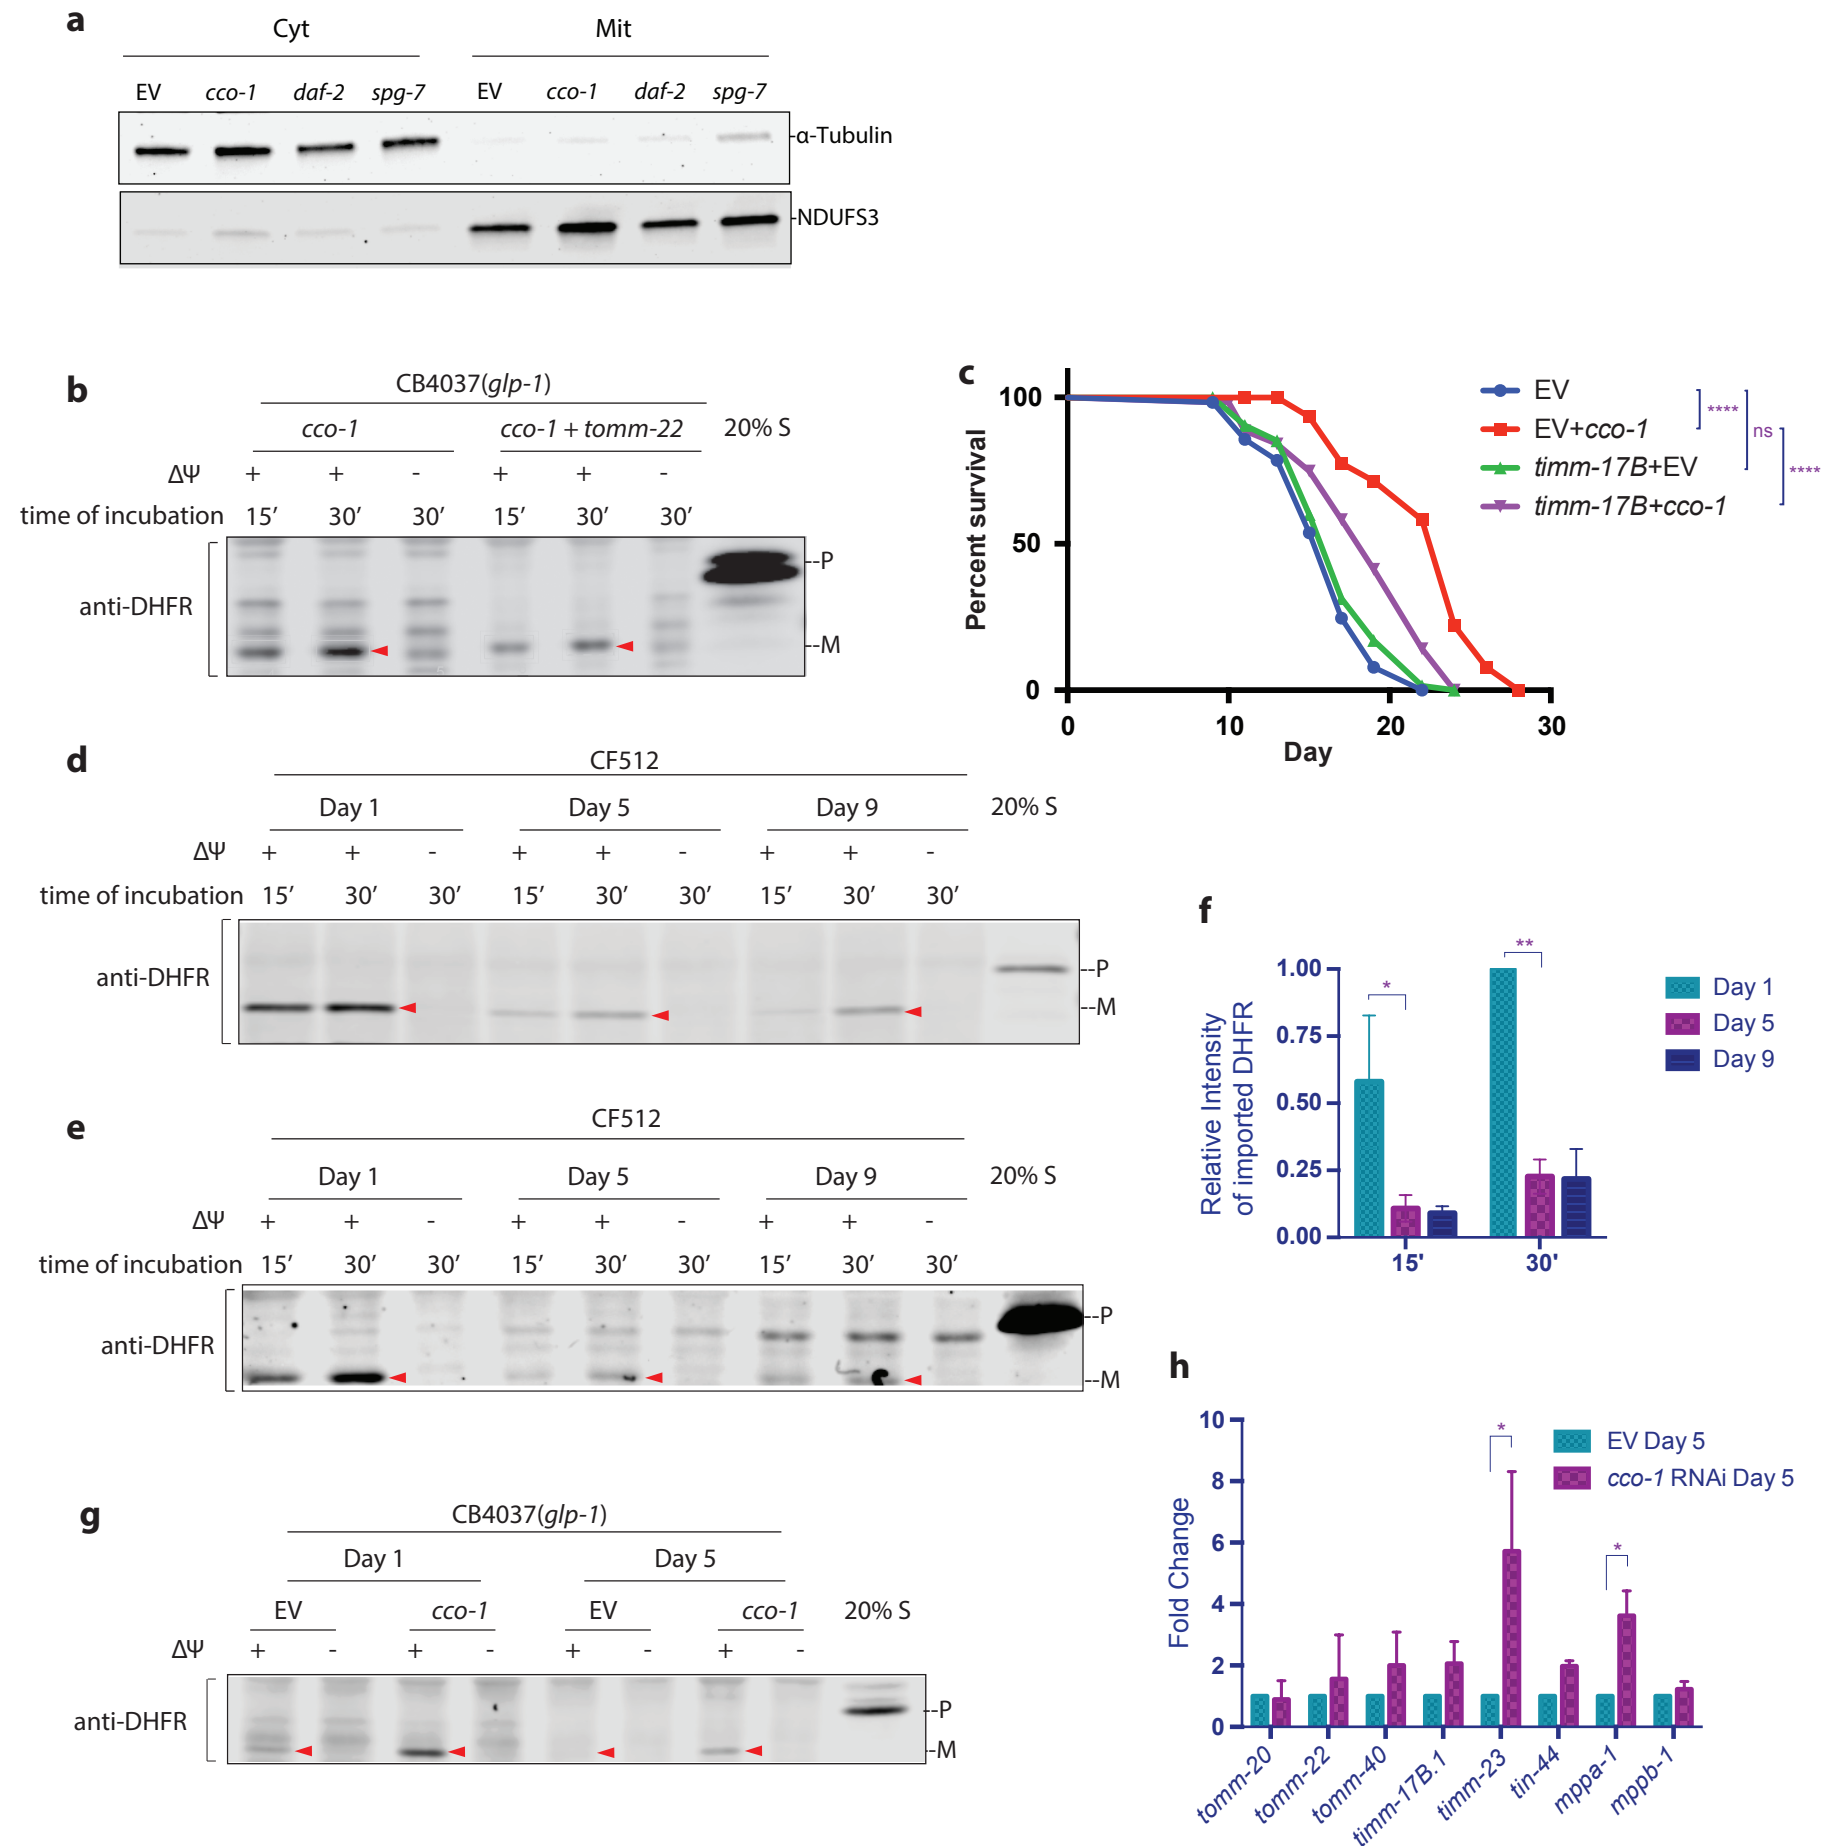 a
Cyt Mit
EV cco-1 daf-2 spg-7 EV cco-1 daf-2 spg-7
-α-Tubulin
-NDUFS3
b
CB4037(glp-1)
cco-1 cco-1 + tomm-22 20% S
ΔΨ + + - + + -
time of incubation 15′ 30′ 30′ 15′ 30′ 30′
anti-DHFR
--P
--M
c
Percent survival
100
50
0
0 10 20 30
Day
EV
EV+cco-1
timm-17B+EV
timm-17B+cco-1
****
ns
****
d
CF512
Day 1 Day 5 Day 9 20% S
ΔΨ + + - + + - + + -
time of incubation 15′ 30′ 30′ 15′ 30′ 30′ 15′ 30′ 30′
anti-DHFR
--P
--M
e
CF512
Day 1 Day 5 Day 9 20% S
ΔΨ + + - + + - + + -
time of incubation 15′ 30′ 30′ 15′ 30′ 30′ 15′ 30′ 30′
anti-DHFR
--P
--M
f
Relative Intensity
of imported DHFR
1.00
0.75
0.50
0.25
0.00
15' 30'
*
**
Day 1
Day 5
Day 9
g
CB4037(glp-1)
Day 1 Day 5
EV cco-1 EV cco-1 20% S
ΔΨ + - + - + - + -
anti-DHFR
--P
--M
h
Fold Change
10
8
6
4
2
0
*
*
EV Day 5
cco-1 RNAi Day 5
tomm-20
tomm-22
tomm-40
timm-17B.1
timm-23
tin-44
mppa-1
mppb-1